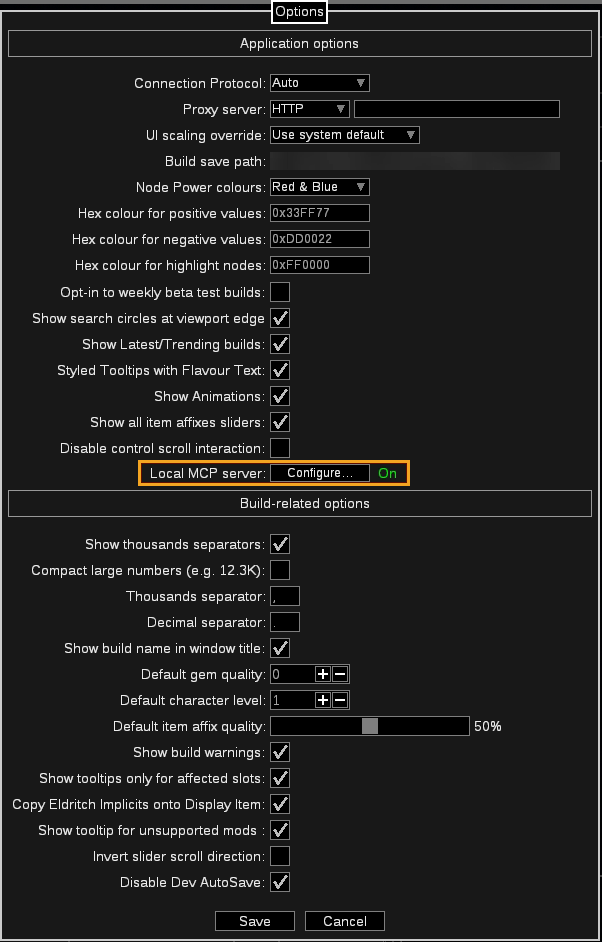 Options
Application options
Connection Protocol: Auto
Proxy server: HTTP
UI scaling override: Use system default
Build save path:
Node Power colours: Red & Blue
Hex colour for positive values: 0x33FF77
Hex colour for negative values: 0xDD0022
Hex colour for highlight nodes: 0xFF0000
Opt-in to weekly beta test builds:
Show search circles at viewport edge
Show Latest/Trending builds:
Styled Tooltips with Flavour Text:
Show Animations:
Show all item affixes sliders:
Disable control scroll interaction:
Local MCP server: Configure... On
Build-related options
Show thousands separators:
Compact large numbers (e.g. 12.3K):
Thousands separator: ,
Decimal separator: .
Show build name in window title:
Default gem quality: 0
Default character level: 1
Default item affix quality: 50%
Show build warnings:
Show tooltips only for affected slots:
Copy Eldritch Implicits onto Display Item:
Show tooltip for unsupported mods :
Invert slider scroll direction:
Disable Dev AutoSave:
Save Cancel